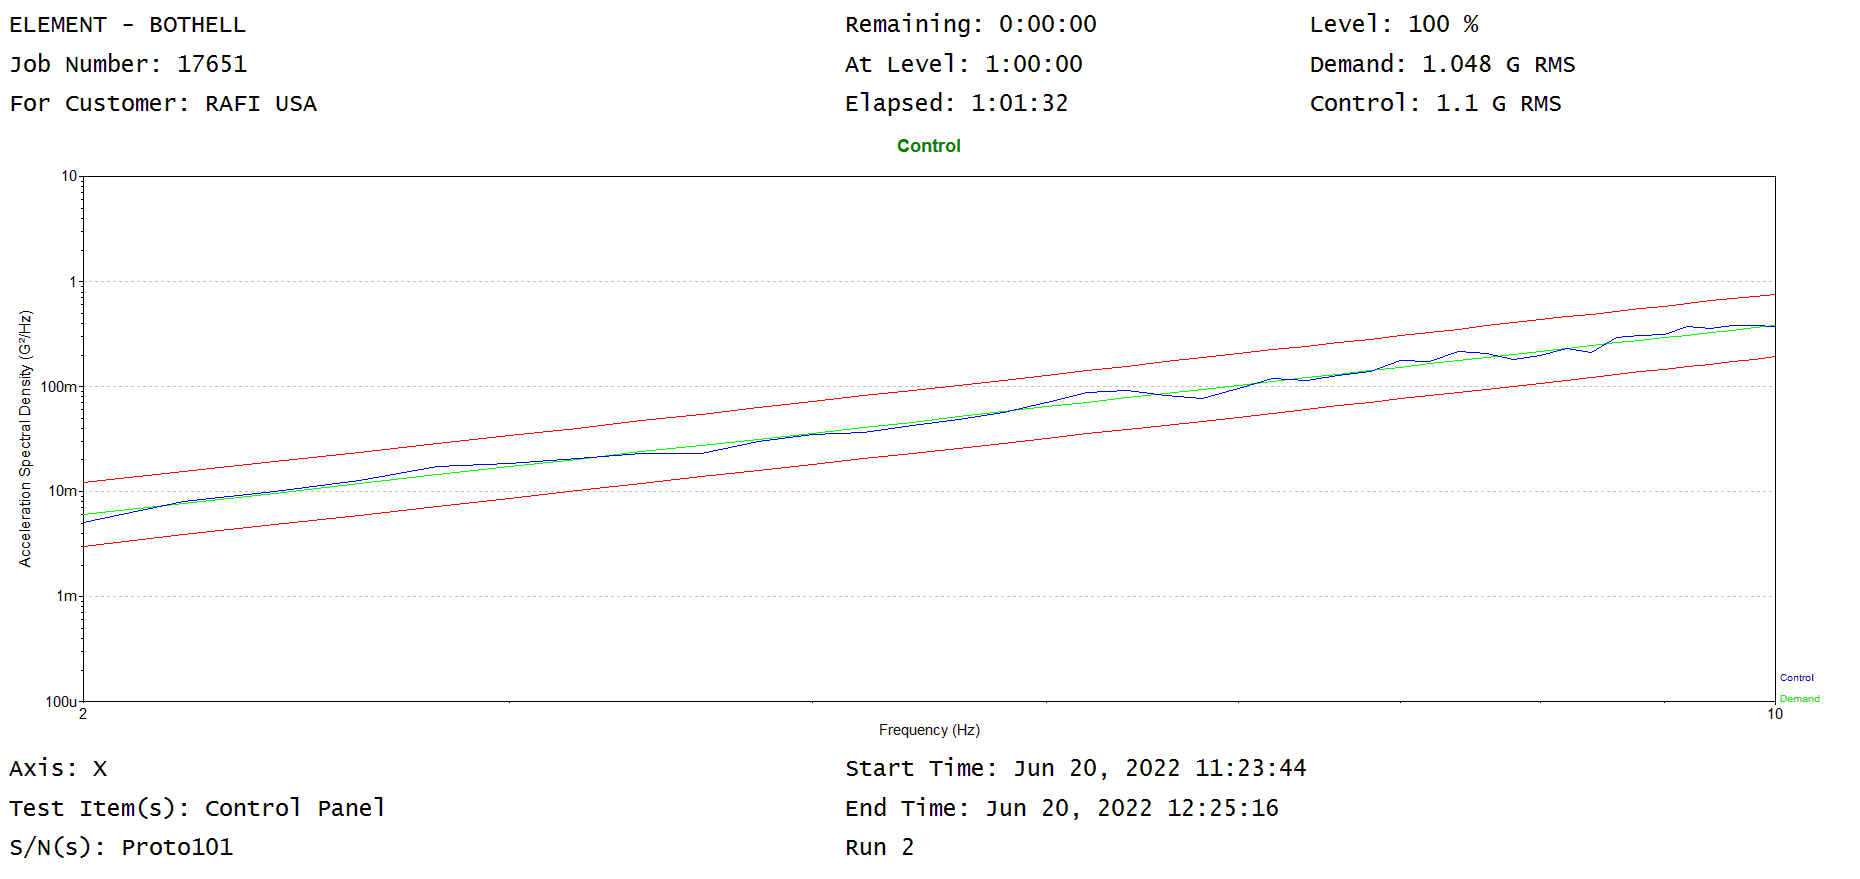 ELEMENT - BOTHELL
Job Number: 17651
For Customer: RAFI USA
Remaining: 0:00:00
At Level: 1:00:00
Elapsed: 1:01:32
Level: 100 %
Demand: 1.048 G RMS
Control: 1.1 G RMS
Control
Acceleration Spectral Density (G²/Hz)
10
1
100m
10m
1m
100u
2
10
Frequency (Hz)
Control
Demand
Axis: X
Test Item(s): Control Panel
S/N(s): Proto101
Start Time: Jun 20, 2022 11:23:44
End Time: Jun 20, 2022 12:25:16
Run 2